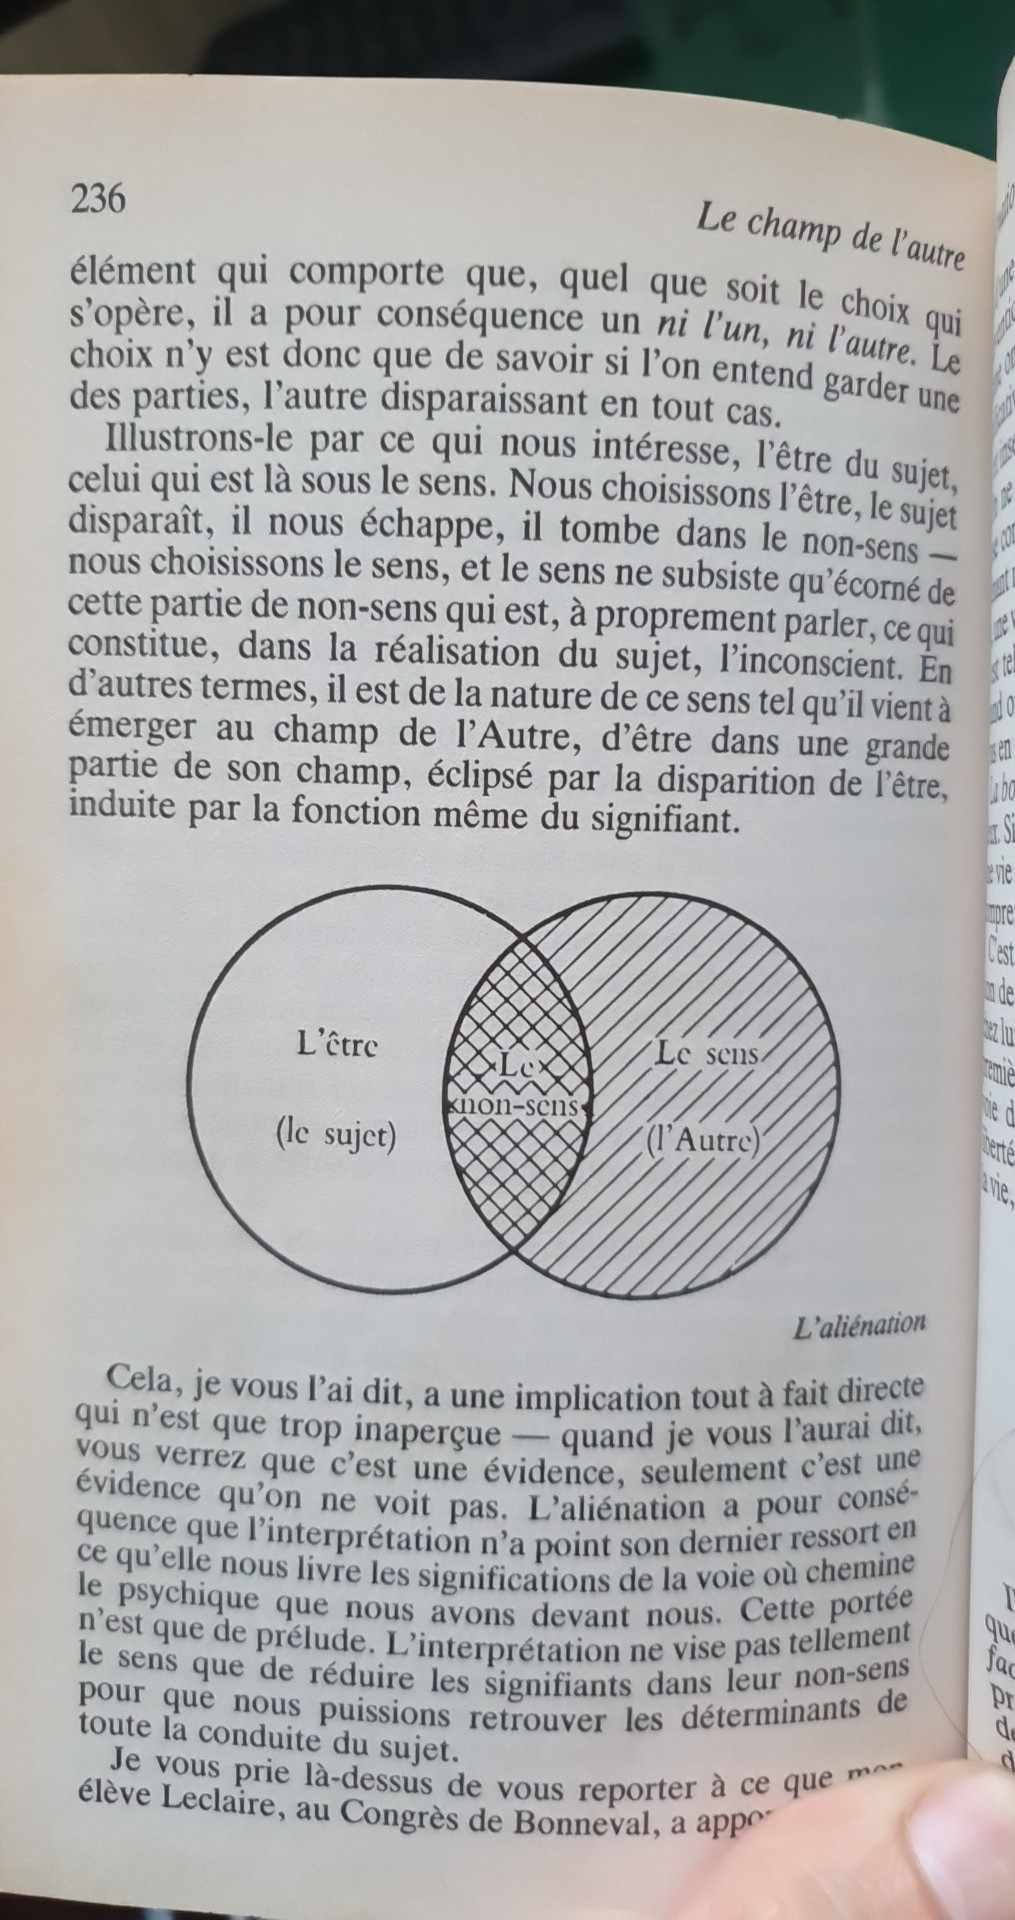 236
Le champ de l'autre
élément qui comporte que, quel que soit le choix qui
s'opère, il a pour conséquence un ni l'un, ni l'autre. Le
choix n'y est donc que de savoir si l'on entend garder une
des parties, l'autre disparaissant en tout cas.
Illustrons-le par ce qui nous intéresse, l'être du sujet,
celui qui est là sous le sens. Nous choisissons l'être, le sujet
disparaît, il nous échappe, il tombe dans le non-sens —
nous choisissons le sens, et le sens ne subsiste qu'écorné de
cette partie de non-sens qui est, à proprement parler, ce qui
constitue, dans la réalisation du sujet, l'inconscient. En
d'autres termes, il est de la nature de ce sens tel qu'il vient à
émerger au champ de l'Autre, d'être dans une grande
partie de son champ, éclipsé par la disparition de l'être,
induite par la fonction même du signifiant.
L'être
(le sujet)
Le
non-sens
Le sens
(l'Autre)
L'aliénation
Cela, je vous l'ai dit, a une implication tout à fait directe
qui n'est que trop inaperçue — quand je vous l'aurai dit,
vous verrez que c'est une évidence, seulement c'est une
évidence qu'on ne voit pas. L'aliénation a pour consé-
quence que l'interprétation n'a point son dernier ressort en
ce qu'elle nous livre les significations de la voie où chemine
le psychique que nous avons devant nous. Cette portée
n'est que de prélude. L'interprétation ne vise pas tellement
le sens que de réduire les signifiants dans leur non-sens
pour que nous puissions retrouver les déterminants de
toute la conduite du sujet.
Je vous prie là-dessus de vous reporter à ce que
élève Leclaire, au Congrès de Bonneval, a